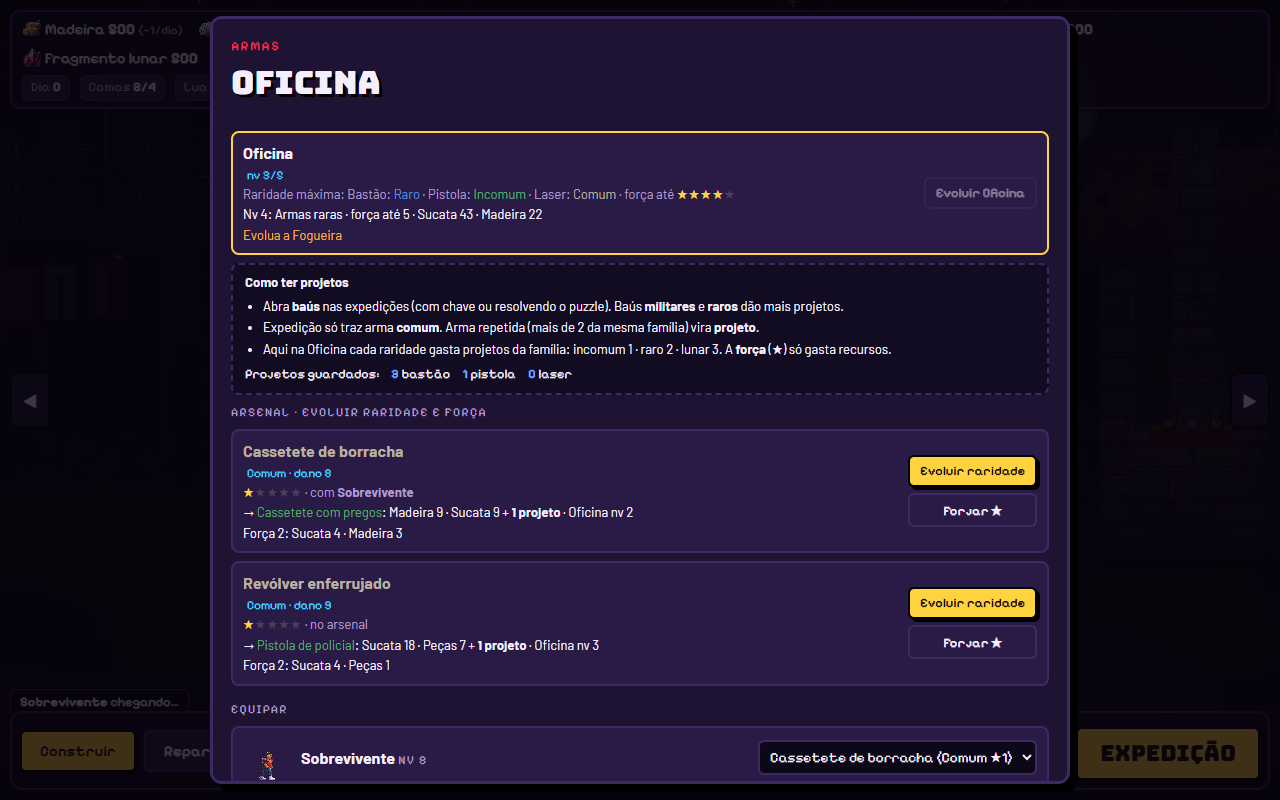 Madeira 800 (-1/dia)
00
Fragmento lunar 800
Dia 0
Camas 8/4
Lua
ARMAS
OFICINA
Oficina
nv 3/8
Raridade máxima: Bastão: Raro · Pistola: Incomum · Laser: Comum · força até ★★★★★
Evoluir Oficina
Nv 4: Armas raras · força até 5 · Sucata 43 · Madeira 22
Evolua a Fogueira
Como ter projetos
• Abra baús nas expedições (com chave ou resolvendo o puzzle). Baús militares e raros dão mais projetos.
• Expedição só traz arma comum. Arma repetida (mais de 2 da mesma família) vira projeto.
• Aqui na Oficina cada raridade gasta projetos da família: incomum 1 · raro 2 · lunar 3. A força (★) só gasta recursos.
Projetos guardados: 3 bastão 1 pistola 0 laser
ARSENAL · EVOLUIR RARIDADE E FORÇA
Cassetete de borracha
Comum · dano 8
★★★★★ · com Sobrevivente
→ Cassetete com pregos: Madeira 9 · Sucata 9 + 1 projeto · Oficina nv 2
Força 2: Sucata 4 · Madeira 3
Evoluir raridade
Forjar ★
Revólver enferrujado
Comum · dano 9
★★★★★ · no arsenal
→ Pistola de policial: Sucata 18 · Peças 7 + 1 projeto · Oficina nv 3
Força 2: Sucata 4 · Peças 1
Evoluir raridade
Forjar ★
EQUIPAR
Sobrevivente NV 8
Cassetete de borracha (Comum ★1)
Sobrevivente chegando...
Construir
Repar
EXPEDIÇÃO